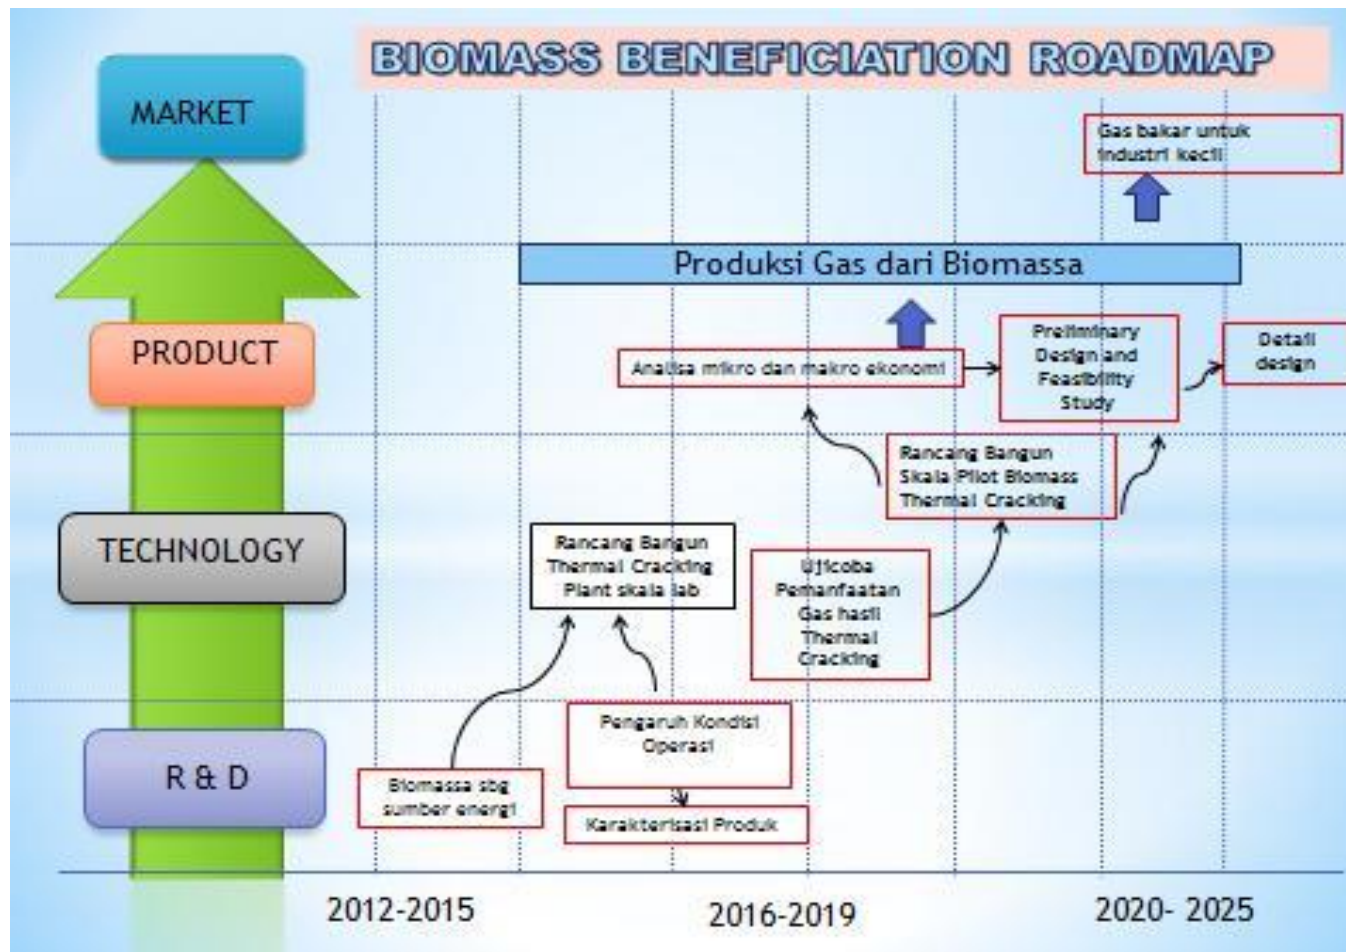 BIOMASS BENEFICIATION ROADMAP
MARKET
Gas bakar untuk
industri kecil
Produksi Gas dari Biomassa
PRODUCT
Analisa mikro dan makro ekonomi
Preliminary
Design and
Feasibility
Study
Detail
design
Rancang Bangun
Skala Pilot Biomass
Thermal Cracking
TECHNOLOGY
Rancang Bangun
Thermal Cracking
Plant skala lab
Ujicoba
Pemanfaatan
Gas hasil
Thermal
Cracking
R & D
Pengaruh Kondisi
Operasi
Biomassa sbg
sumber energi
Karakterisasi Produk
2012-2015
2016-2019
2020- 2025